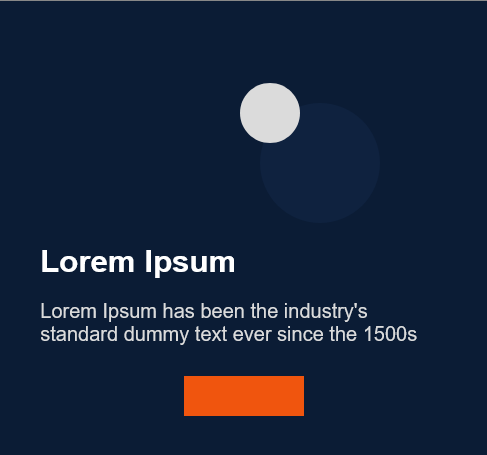 Lorem Ipsum
Lorem Ipsum has been the industry's
standard dummy text ever since the 1500s